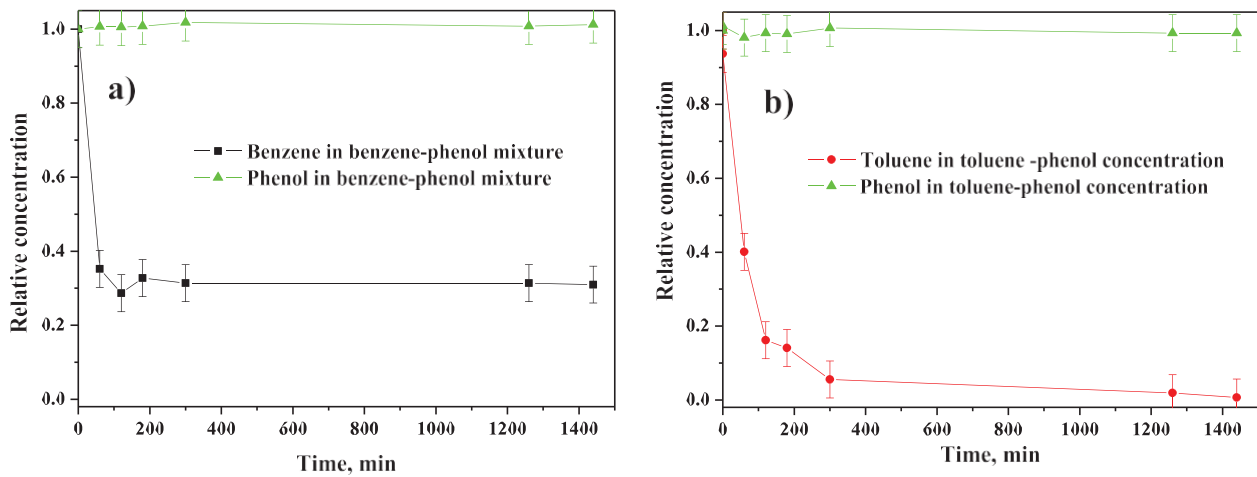 a)
Relative concentration
1.0
0.8
0.6
0.4
0.2
0.0
Benzene in benzene-phenol mixture
Phenol in benzene-phenol mixture
0 200 400 600 800 1000 1200 1400
Time, min
b)
Relative concentration
1.0
0.8
0.6
0.4
0.2
0.0
Toluene in toluene -phenol concentration
Phenol in toluene-phenol concentration
0 200 400 600 800 1000 1200 1400
Time, min